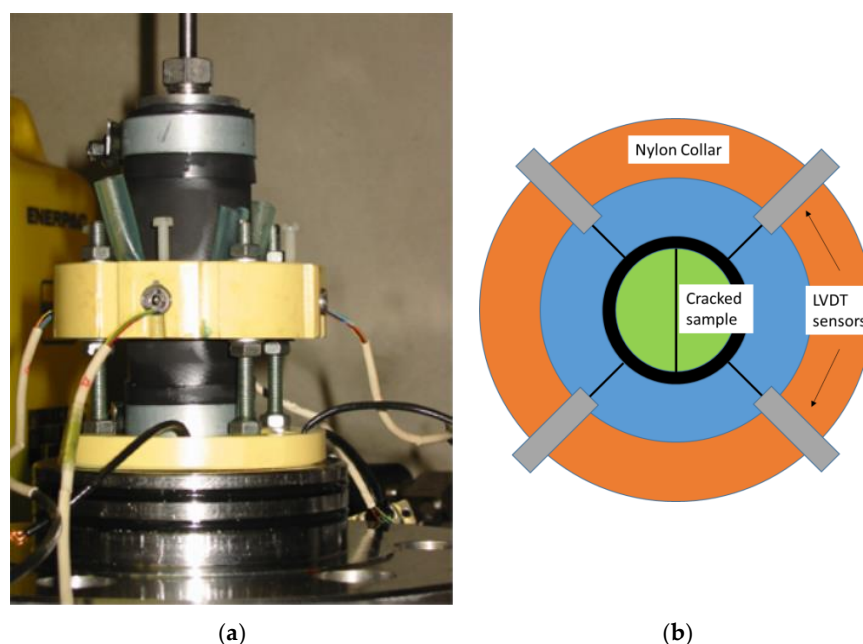 ENERPAC
Nylon Collar
Cracked
sample
LVDT
sensors
(a)
(b)